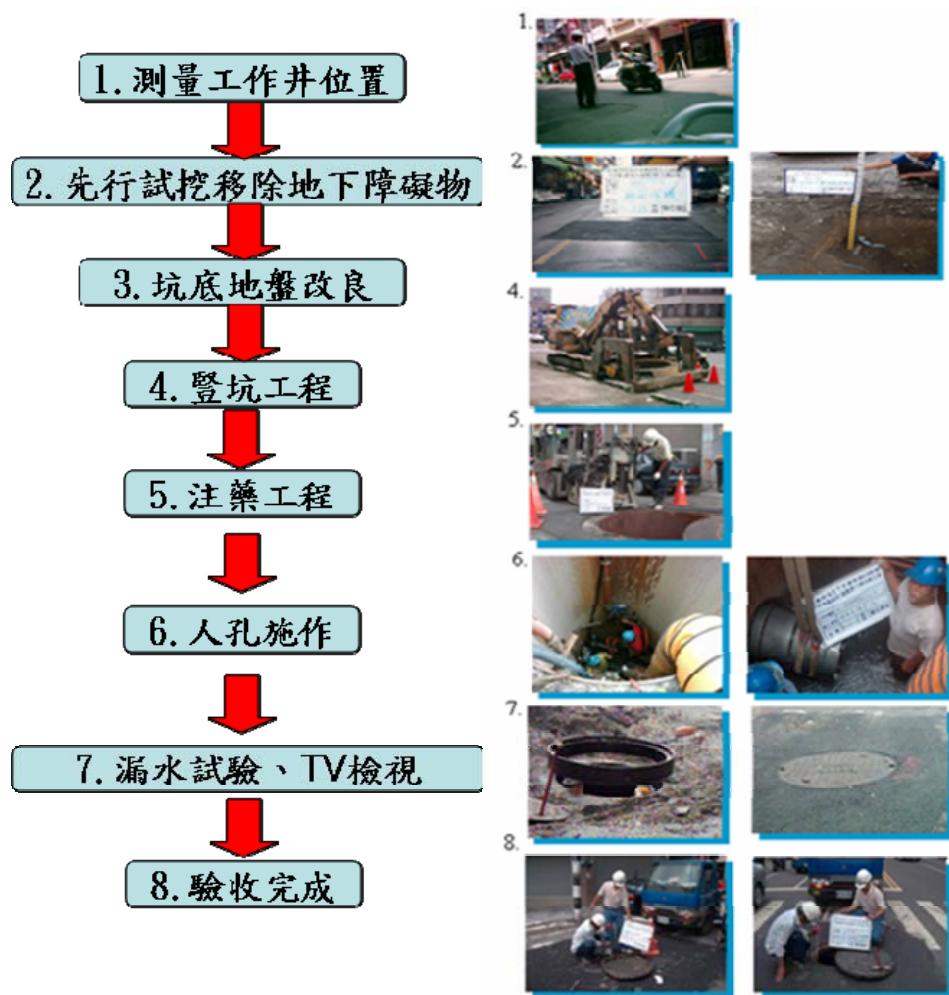 1.測量工作井位置
2.先行試挖移除地下障礙物
3.坑底地盤改良
4.豎坑工程
5.注藥工程
6.人孔施作
7.漏水試驗、TV檢視
8.驗收完成
1.
2.
4.
5.
6.
7.
8.